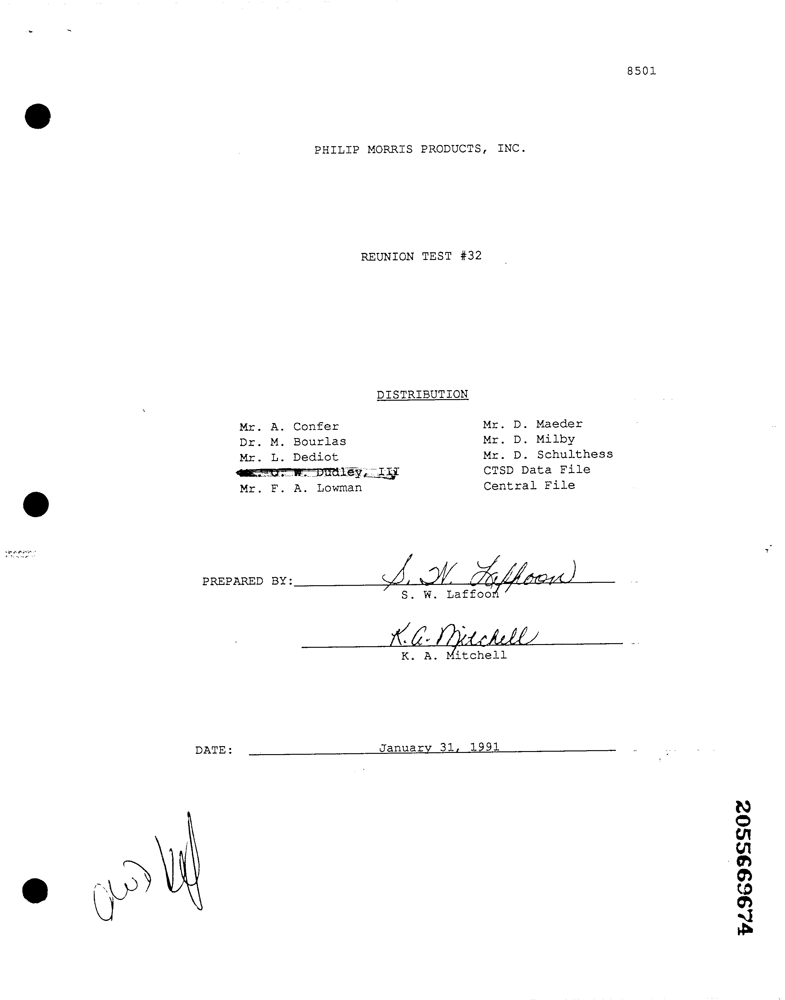 8501
PHILIP MORRIS PRODUCTS, INC.
REUNION TEST #32
DISTRIBUTION
Mr. A. Confer
Dr. M. Bourlas
Mr. L. Dediot
W. Dudley, III
Mr. F. A. Lowman
Mr. D. Maeder
Mr. D. Milby
Mr. D. Schulthess
CTSD Data File
Central File
PREPARED BY: S. W. Laffoon
S. W. Laffoon
K. A. Mitchell
K. A. Mitchell
DATE: January 31, 1991
2055669674